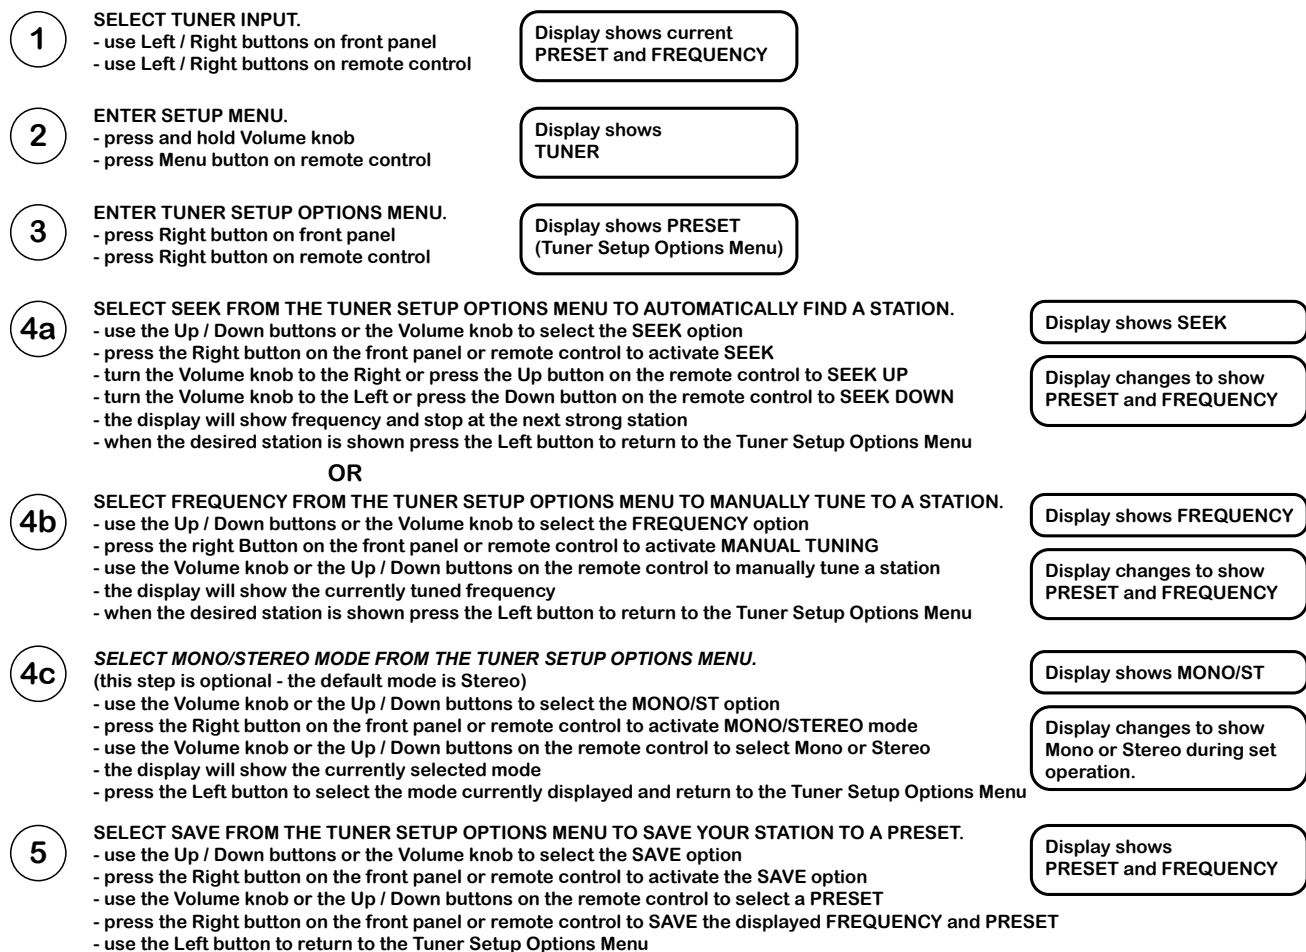 1
SELECT TUNER INPUT.
- use Left / Right buttons on front panel
- use Left / Right buttons on remote control
Display shows current
PRESET and FREQUENCY
2
ENTER SETUP MENU.
- press and hold Volume knob
- press Menu button on remote control
Display shows
TUNER
3
ENTER TUNER SETUP OPTIONS MENU.
- press Right button on front panel
- press Right button on remote control
Display shows PRESET
(Tuner Setup Options Menu)
4a
SELECT SEEK FROM THE TUNER SETUP OPTIONS MENU TO AUTOMATICALLY FIND A STATION.
- use the Up / Down buttons or the Volume knob to select the SEEK option
- press the Right button on the front panel or remote control to activate SEEK
- turn the Volume knob to the Right or press the Up button on the remote control to SEEK UP
- turn the Volume knob to the Left or press the Down button on the remote control to SEEK DOWN
- the display will show frequency and stop at the next strong station
- when the desired station is shown press the Left button to return to the Tuner Setup Options Menu
Display shows SEEK
Display changes to show
PRESET and FREQUENCY
OR
4b
SELECT FREQUENCY FROM THE TUNER SETUP OPTIONS MENU TO MANUALLY TUNE TO A STATION.
- use the Up / Down buttons or the Volume knob to select the FREQUENCY option
- press the right Button on the front panel or remote control to activate MANUAL TUNING
- use the Volume knob or the Up / Down buttons on the remote control to manually tune a station
- the display will show the currently tuned frequency
- when the desired station is shown press the Left button to return to the Tuner Setup Options Menu
Display shows FREQUENCY
Display changes to show
PRESET and FREQUENCY
4c
SELECT MONO/STEREO MODE FROM THE TUNER SETUP OPTIONS MENU.
(this step is optional - the default mode is Stereo)
- use the Volume knob or the Up / Down buttons to select the MONO/ST option
- press the Right button on the front panel or remote control to activate MONO/STEREO mode
- use the Volume knob or the Up / Down buttons on the remote control to select Mono or Stereo
- the display will show the currently selected mode
- press the Left button to select the mode currently displayed and return to the Tuner Setup Options Menu
Display shows MONO/ST
Display changes to show
Mono or Stereo during set
operation.
5
SELECT SAVE FROM THE TUNER SETUP OPTIONS MENU TO SAVE YOUR STATION TO A PRESET.
- use the Up / Down buttons or the Volume knob to select the SAVE option
- press the Right button on the front panel or remote control to activate the SAVE option
- use the Volume knob or the Up / Down buttons on the remote control to select a PRESET
- press the Right button on the front panel or remote control to SAVE the displayed FREQUENCY and PRESET
- use the Left button to return to the Tuner Setup Options Menu
Display shows
PRESET and FREQUENCY